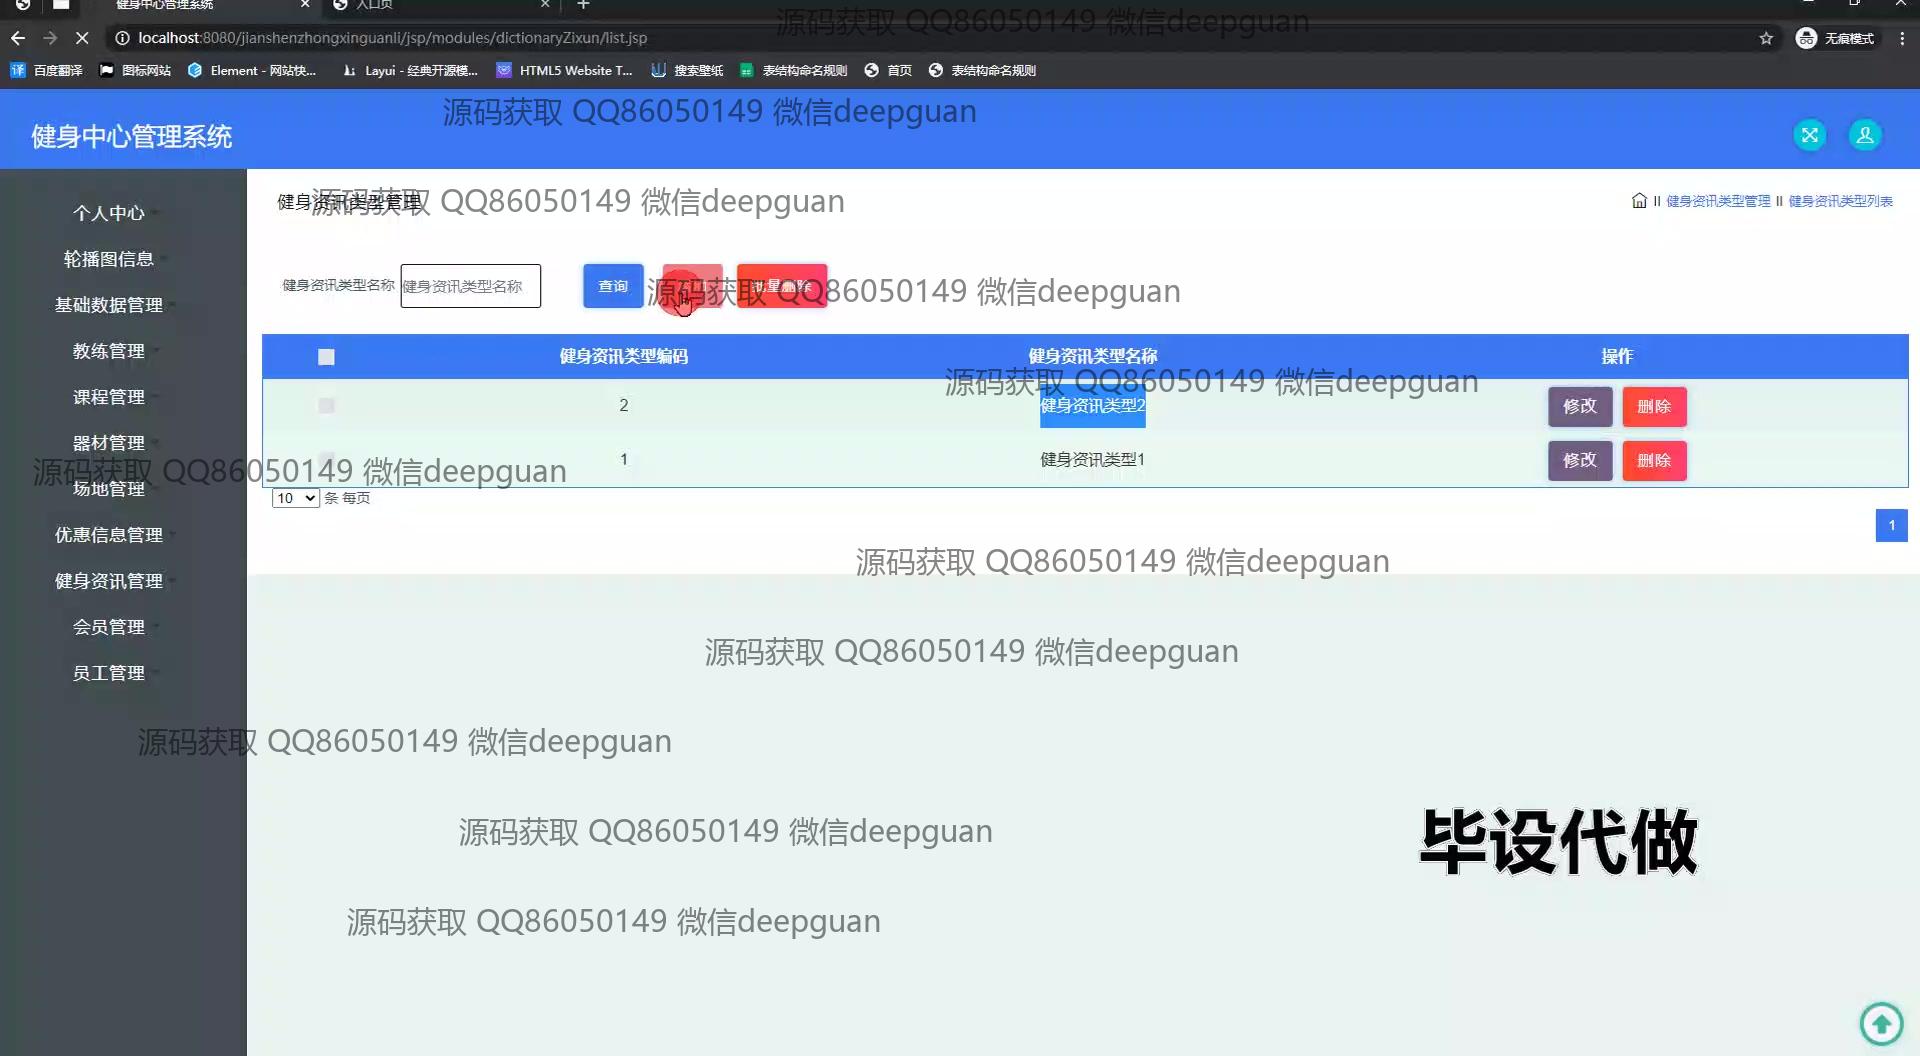 健身中心管理系统
入口页
localhost:8080/jianshenzhongxinguanli/jsp/modules/dictionaryZixun/list.jsp
无痕模式
百度翻译
图标网站
Element - 网站快...
Layui - 经典开源模...
HTML5 Website T...
搜索壁纸
表结构命名规则
首页
表结构命名规则
源码获取 QQ86050149 微信deepguan
源码获取 QQ86050149 微信deepguan
健身中心管理系统
个人中心
轮播图信息
基础数据管理
教练管理
课程管理
器材管理
场地管理
优惠信息管理
健身资讯管理
会员管理
员工管理
健身资讯类型管理
源码获取 QQ86050149 微信deepguan
健身资讯类型管理 II 健身资讯类型列表
健身资讯类型名称
健身资讯类型名称
查询
批量删除
源码获取 QQ86050149 微信deepguan
健身资讯类型编码 健身资讯类型名称 操作
源码获取 QQ86050149 微信deepguan
2 健身资讯类型2 修改 删除
1 健身资讯类型1 修改 删除
源码获取 QQ86050149 微信deepguan
10 条 每页
1
源码获取 QQ86050149 微信deepguan
源码获取 QQ86050149 微信deepguan
源码获取 QQ86050149 微信deepguan
源码获取 QQ86050149 微信deepguan
毕设代做
源码获取 QQ86050149 微信deepguan